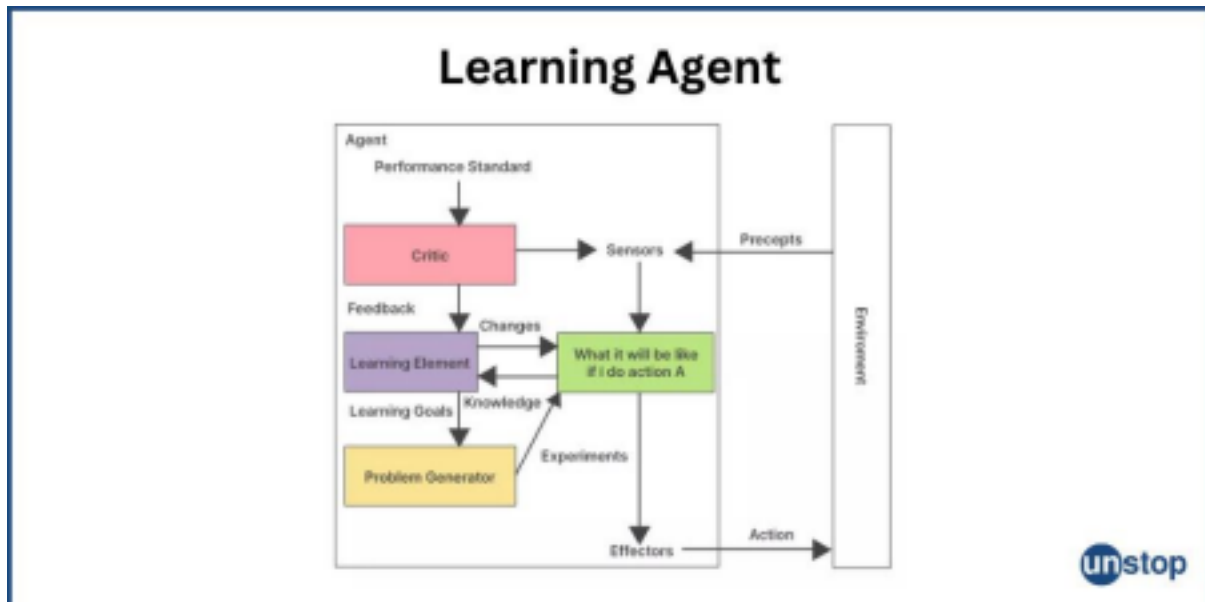 Learning Agent
Agent
Performance Standard
Critic
Sensors
Precepts
Feedback
Changes
Learning Element
What it will be like
if i do action A
Knowledge
Learning Goals
Experiments
Problem Generator
Effectors
Action
Enviroment
unstop